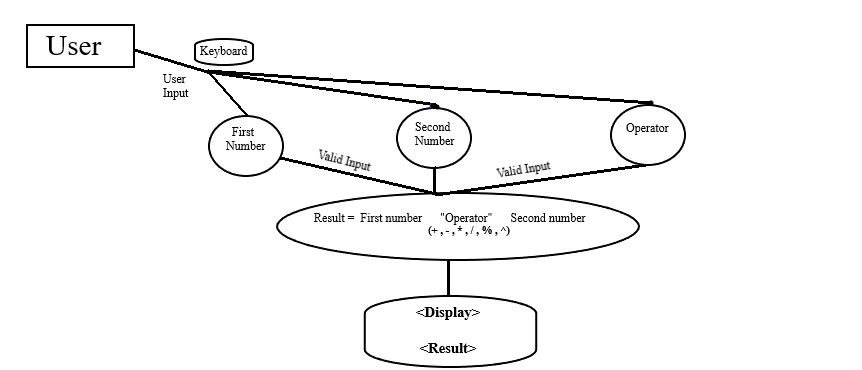 User
Keyboard
User
Input
First
Number
Second
Number
Operator
Valid Input
Valid Input
Result = First number "Operator" Second number
(+,-,*,/,%,^)
<Display>
<Result>